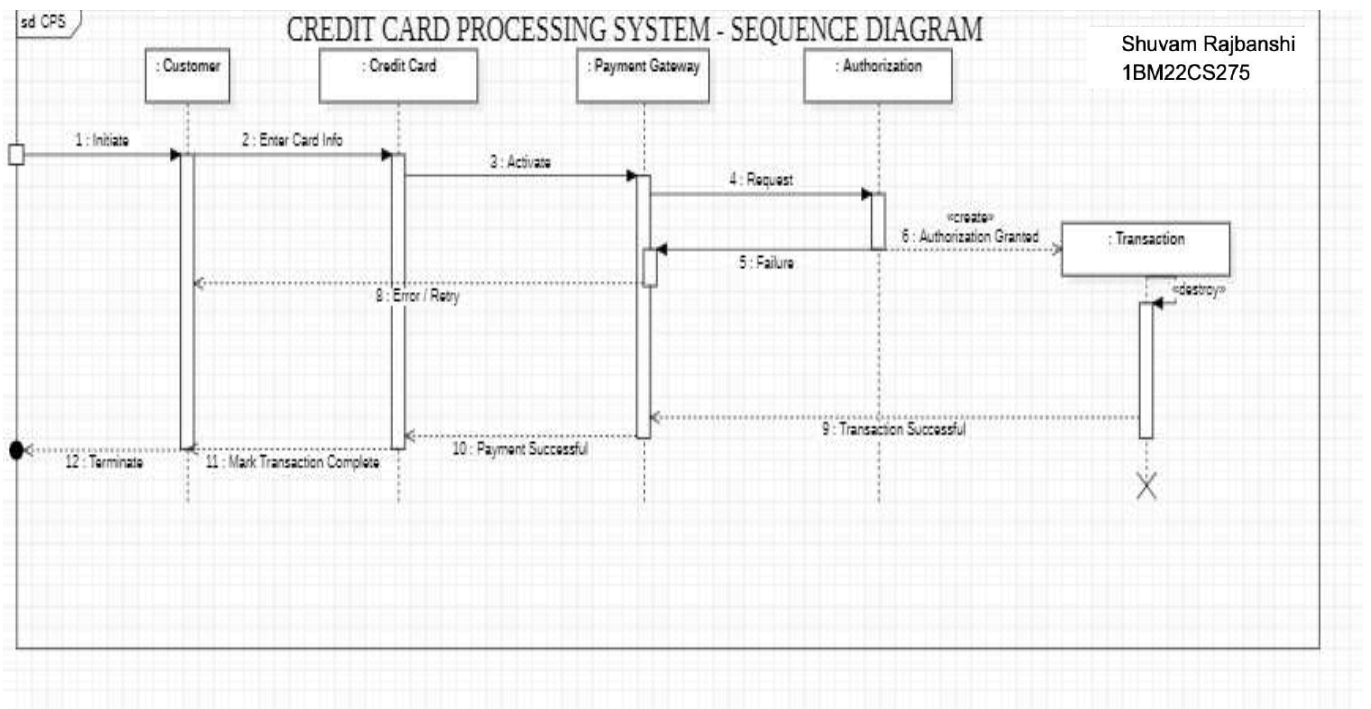 sd CPS
CREDIT CARD PROCESSING SYSTEM - SEQUENCE DIAGRAM
Shuvam Rajbanshi
1BM22CS275
: Customer
: Credit Card
: Payment Gateway
: Authorization
1 : Initiate
2 : Enter Card Info
3 : Activate
4 : Request
«create»
6 : Authorization Granted
: Transaction
5 : Failure
«destroy»
8 : Error / Retry
9 : Transaction Successful
10 : Payment Successful
11 : Mark Transaction Complete
12 : Terminate